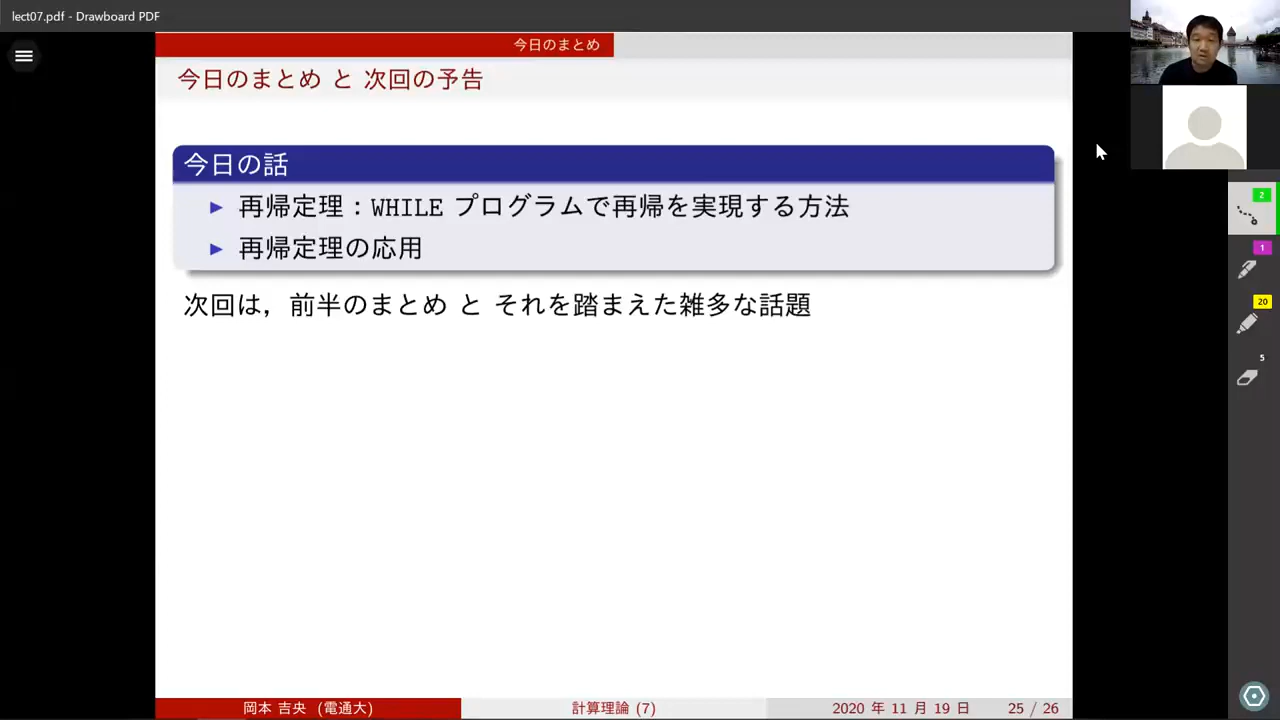 lect07.pdf - Drawboard PDF
今日のまとめ
今日のまとめ と 次回の予告
今日の話
▶ 再帰定理:WHILE プログラムで再帰を実現する方法
▶ 再帰定理の応用
次回は,前半のまとめ と それを踏まえた雑多な話題
2
1
20
5
岡本 吉央 (電通大) 計算理論 (7) 2020 年 11 月 19 日 25 / 26